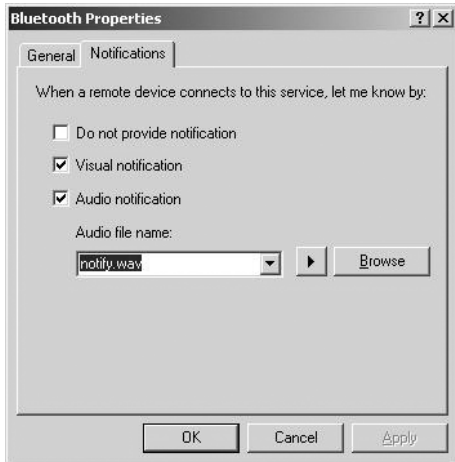 Bluetooth Properties
General Notifications
When a remote device connects to this service, let me know by:
Do not provide notification
Visual notification
Audio notification
Audio file name:
notify.wav Browse
OK Cancel Apply